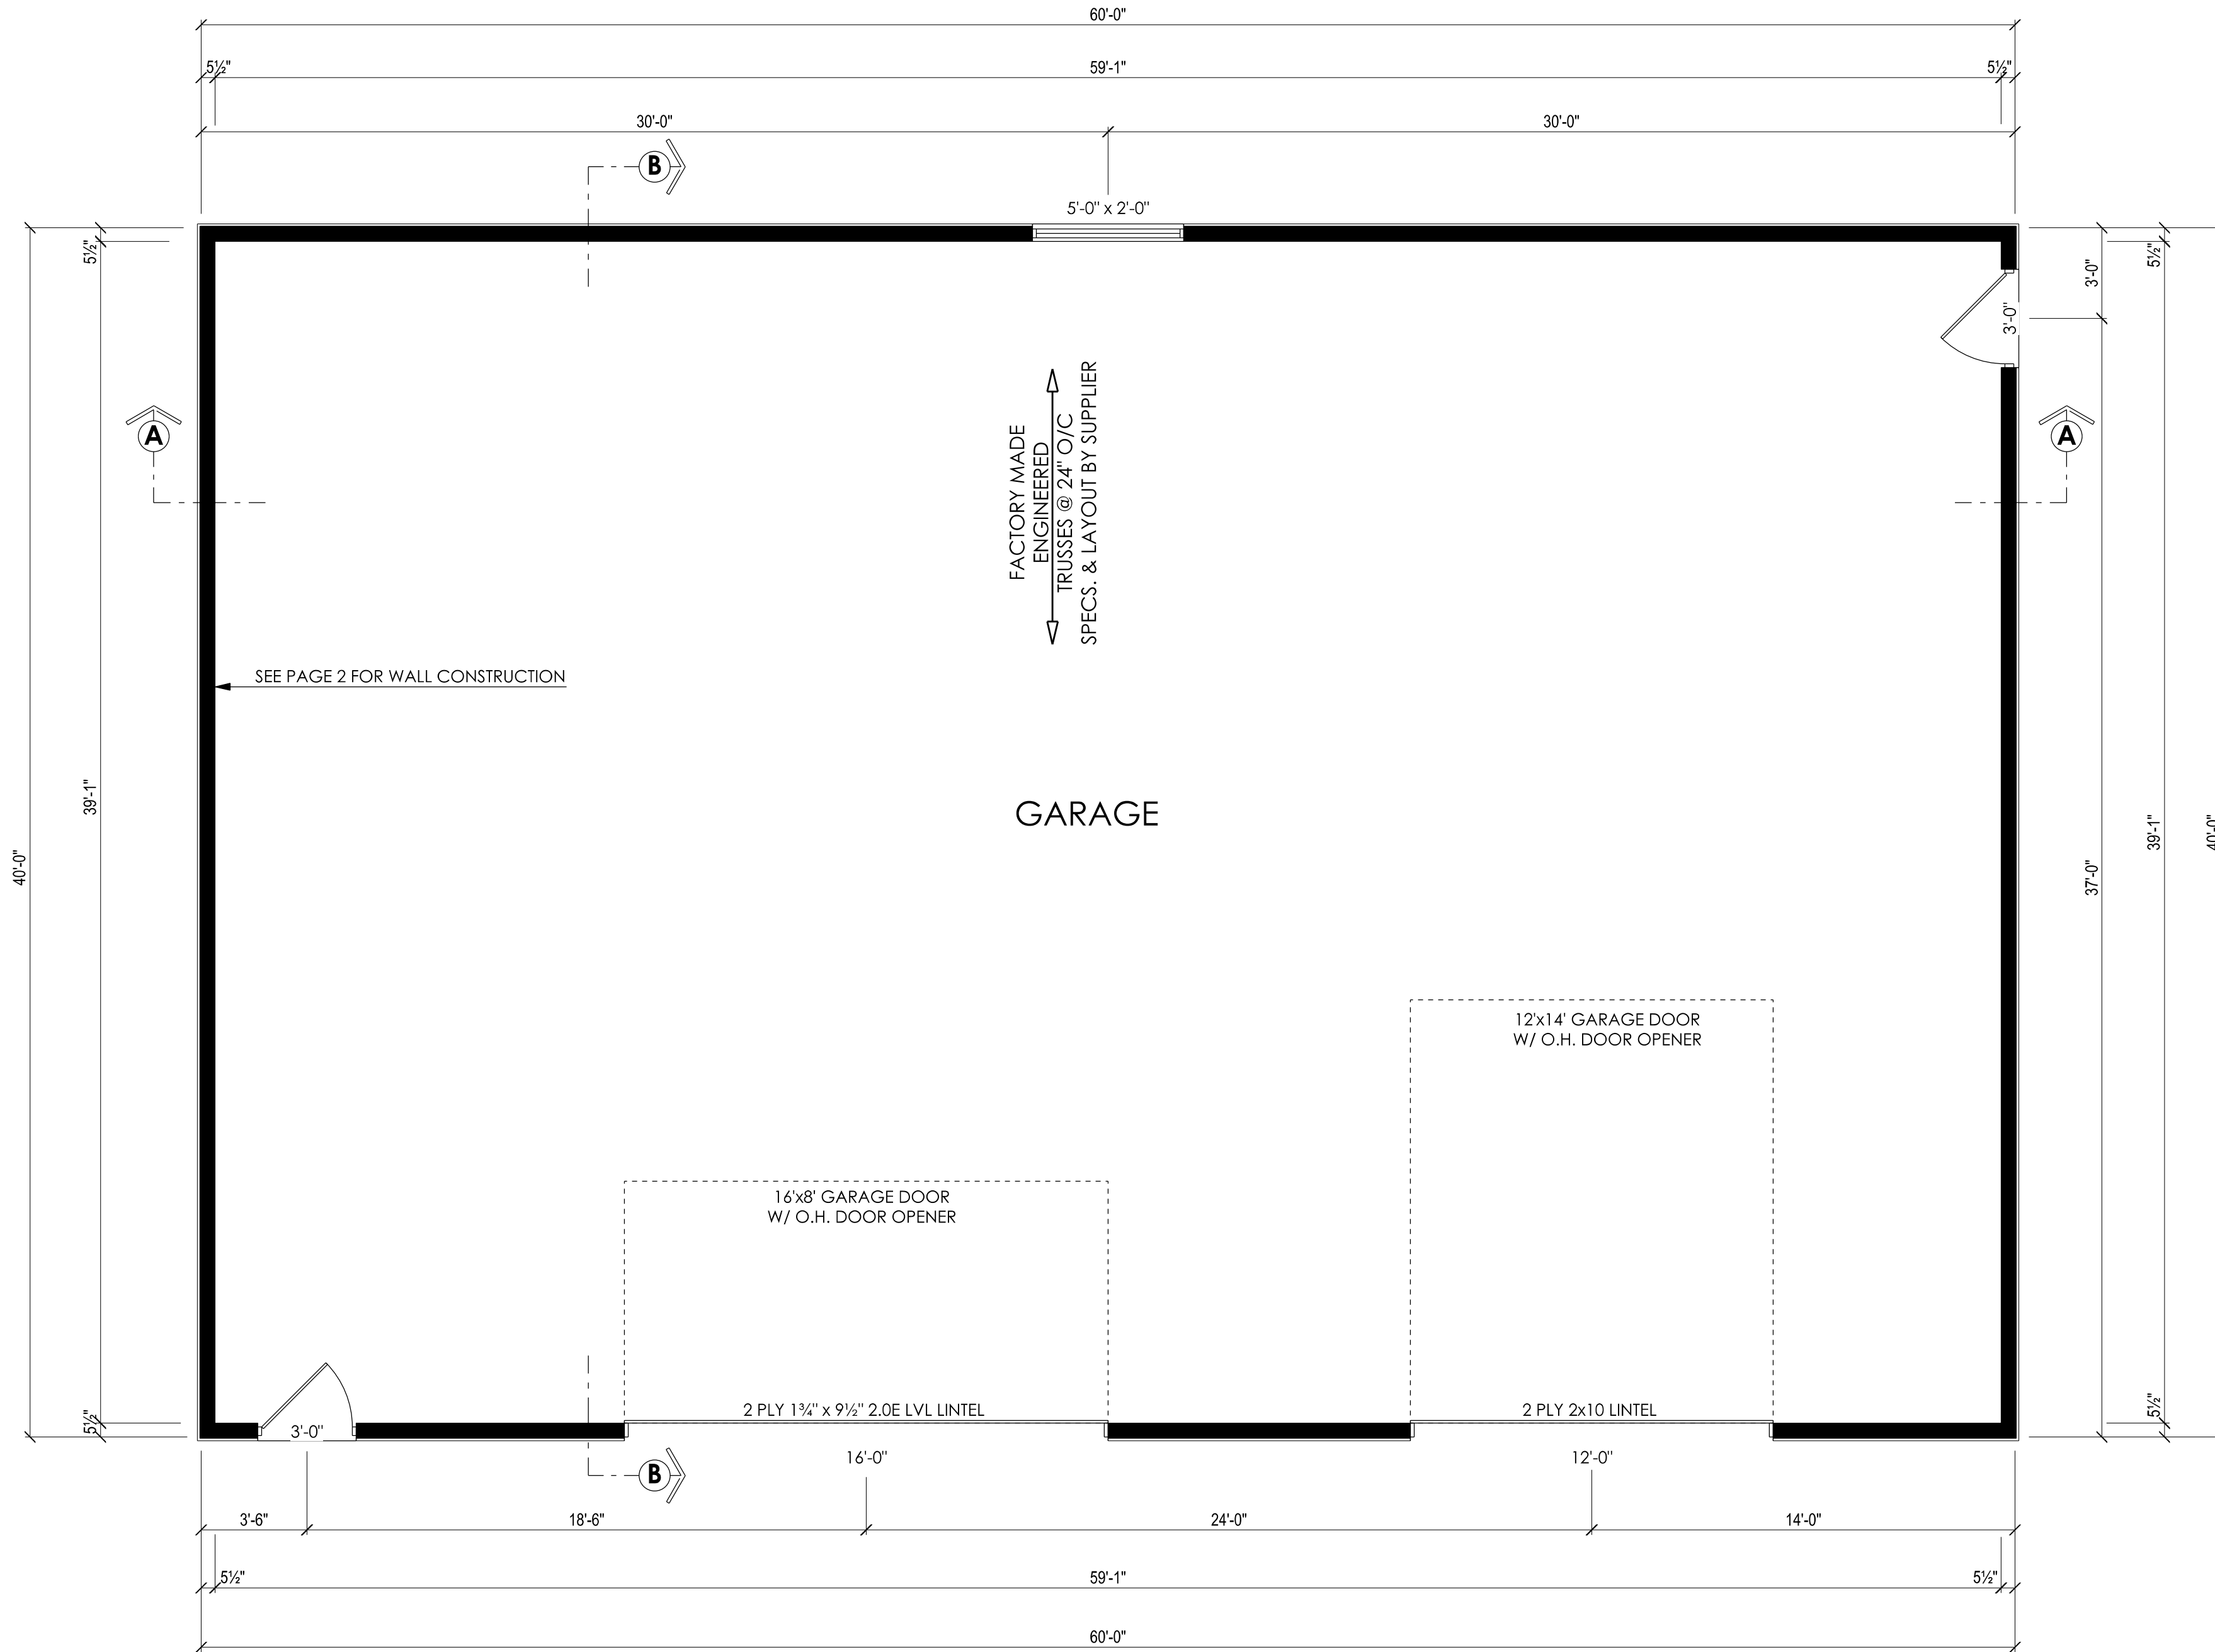 60'-0"
5½" 59'-1" 5½"
30'-0" 30'-0"
B
5'-0" x 2'-0"
5½"
5½"
3'-0"
3'-0"
A
A
FACTORY MADE
ENGINEERED
TRUSSES @ 24" O/C
SPECS. & LAYOUT BY SUPPLIER
SEE PAGE 2 FOR WALL CONSTRUCTION
GARAGE
40'-0"
39'-1"
37'-0"
39'-1"
40'-0"
12'x14' GARAGE DOOR
W/ O.H. DOOR OPENER
16'x8' GARAGE DOOR
W/ O.H. DOOR OPENER
2 PLY 1¾" x 9½" 2.0E LVL LINTEL
2 PLY 2x10 LINTEL
5½"
3'-0"
5½"
16'-0"
12'-0"
B
3'-6" 18'-6" 24'-0" 14'-0"
5½" 59'-1" 5½"
60'-0"